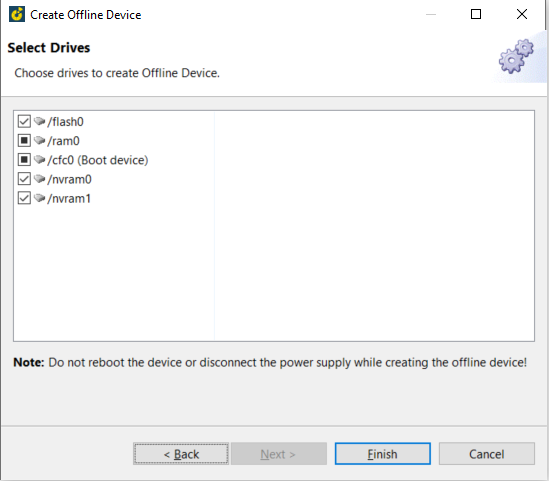 Create Offline Device
Select Drives
Choose drives to create Offline Device.
/flash0
/ram0
/cfc0 (Boot device)
/nvram0
/nvram1
Note: Do not reboot the device or disconnect the power supply while creating the offline device!
< Back Next > Finish Cancel